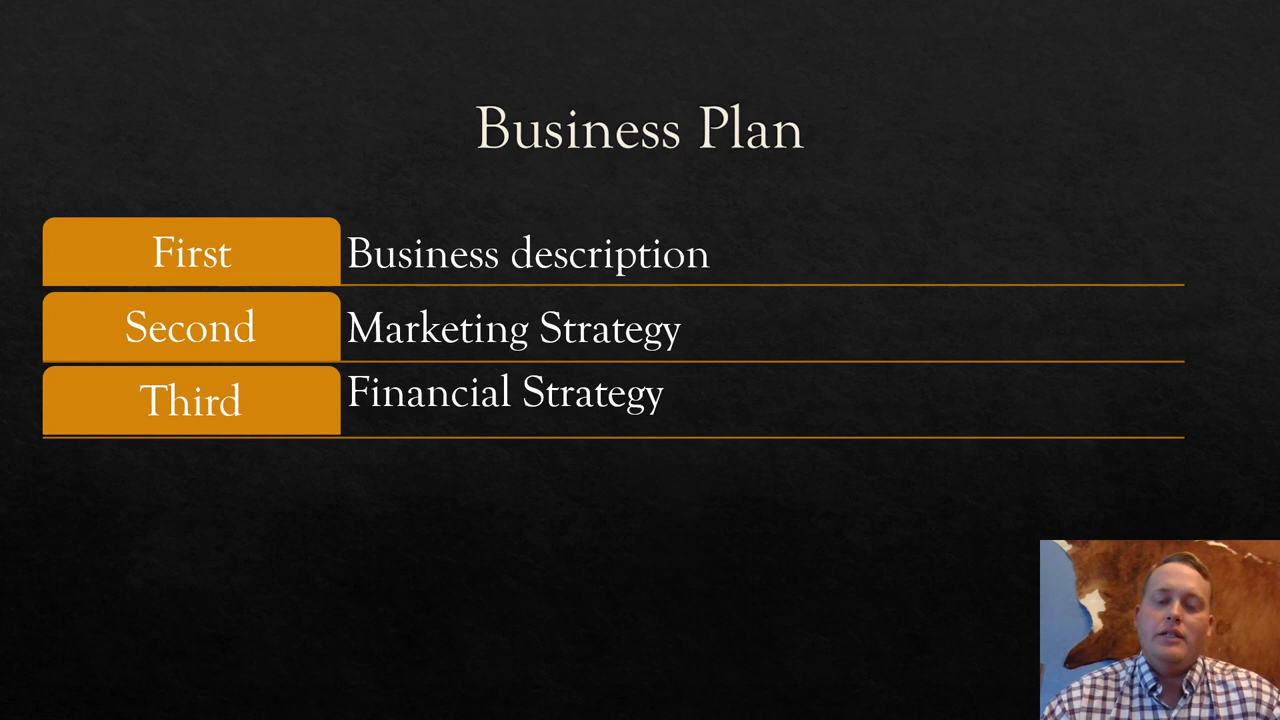 Business Plan
First
Business description
Second
Marketing Strategy
Third
Financial Strategy